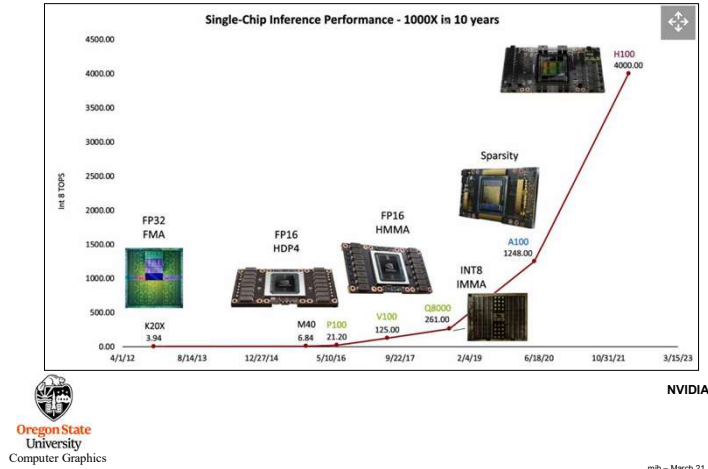 Single-Chip Inference Performance - 1000X in 10 years
4500.00
4000.00
3500.00
3000.00
2500.00
2000.00
1500.00
1000.00
500.00
0.00
Int 8 TOPS
H100
4000.00
Sparsity
A100
1248.00
FP32
FMA
FP16
HDP4
FP16
HMMA
INT8
IMMA
K20X
3.94
M40
6.84
P100
21.20
V100
125.00
Q8000
261.00
4/1/12 8/14/13 12/27/14 5/10/16 9/22/17 2/4/19 6/18/20 10/31/21 3/15/23
NVIDIA
Oregon State
University
Computer Graphics
mjb – March 21